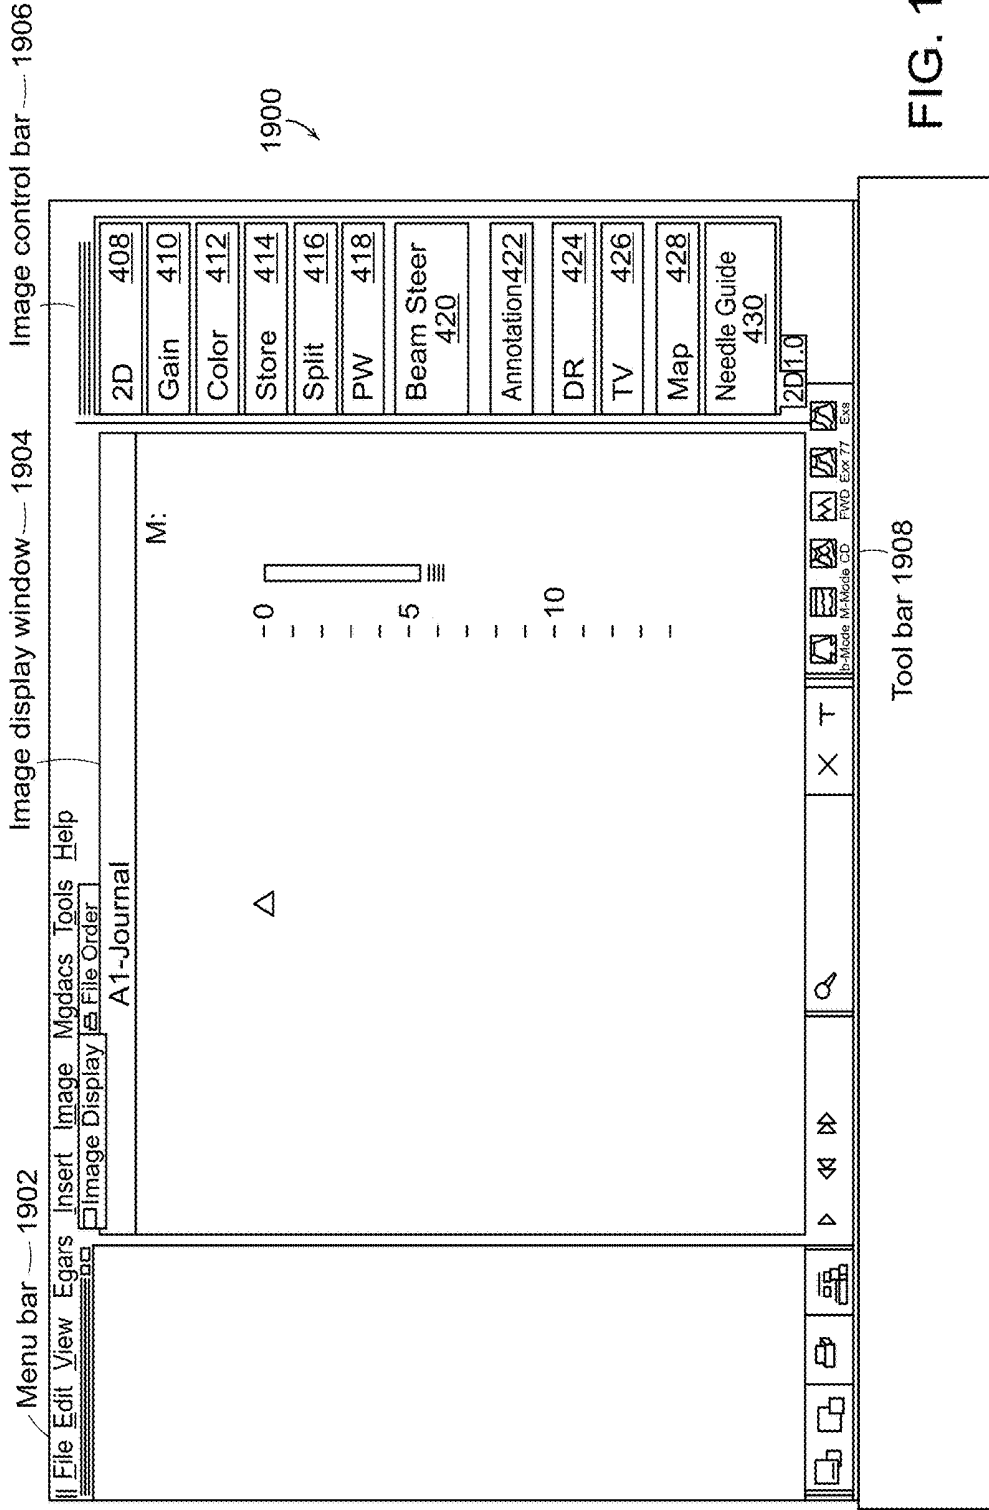 Menu bar 1902
Image display window 1904
Image control bar 1906
1900
File Edit View Egars Insert Image Mgdacs Tools Help
Image Display File Order
A1-Journal
M:
0
5
10
2D 408
Gain 410
Color 412
Store 414
Split 416
PW 418
Beam Steer
420
Annotation 422
DR 424
TV 426
Map 428
Needle Guide
430
2D 1.0
T
b-Mode M-Mode CD PWD Exx 77 Exs
Tool bar 1908
FIG. 1